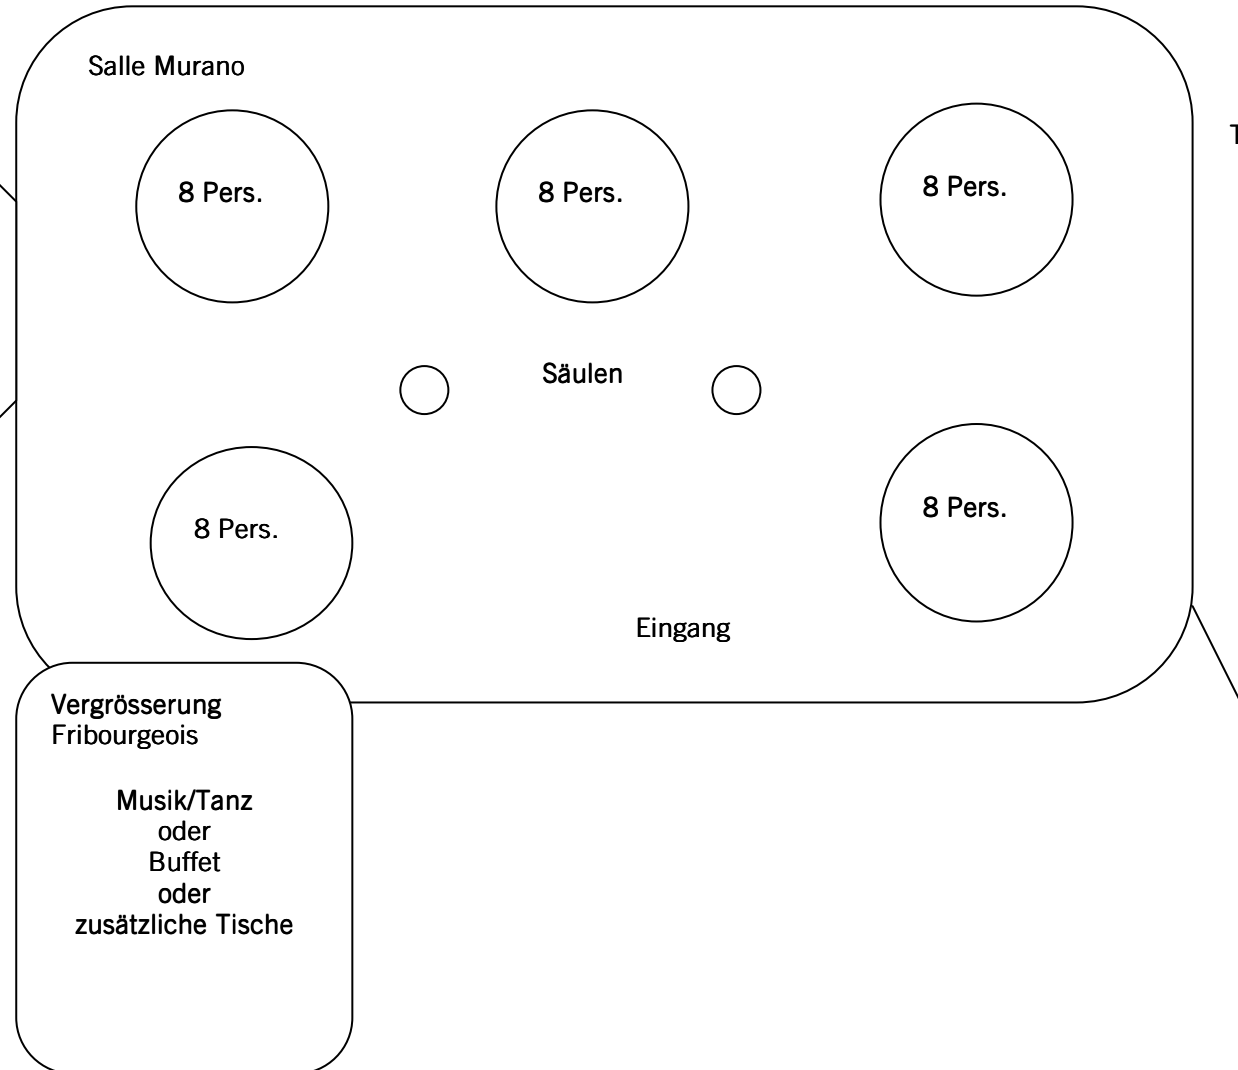 Salle Murano
T
8 Pers.
8 Pers.
8 Pers.
Säulen
8 Pers.
8 Pers.
Eingang
Vergrösserung
Fribourgeois
Musik/Tanz
oder
Buffet
oder
zusätzliche Tische